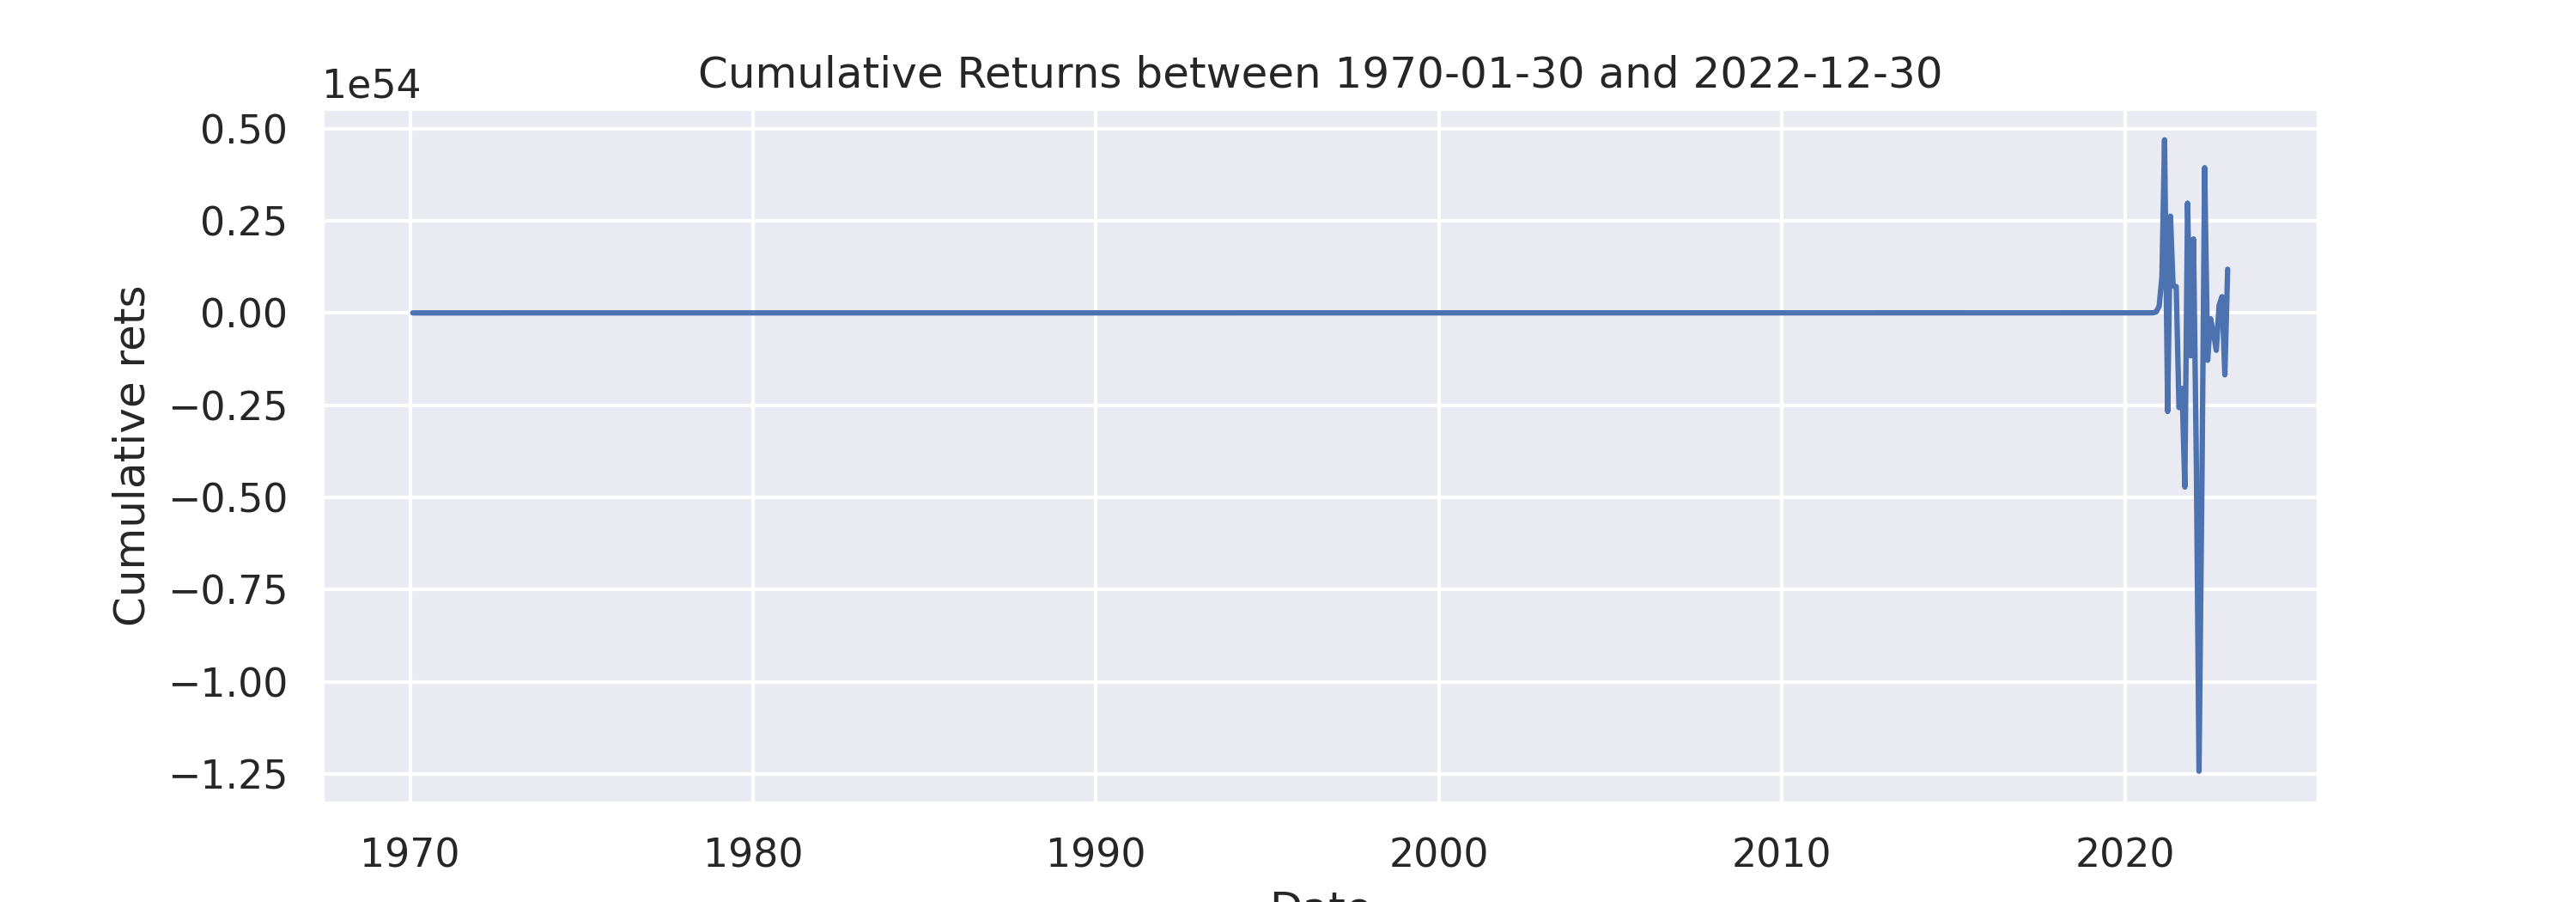 Cumulative Returns between 1970-01-30 and 2022-12-30
1e54
0.50
0.25
0.00
−0.25
−0.50
−0.75
−1.00
−1.25
Cumulative rets
1970 1980 1990 2000 2010 2020
Date